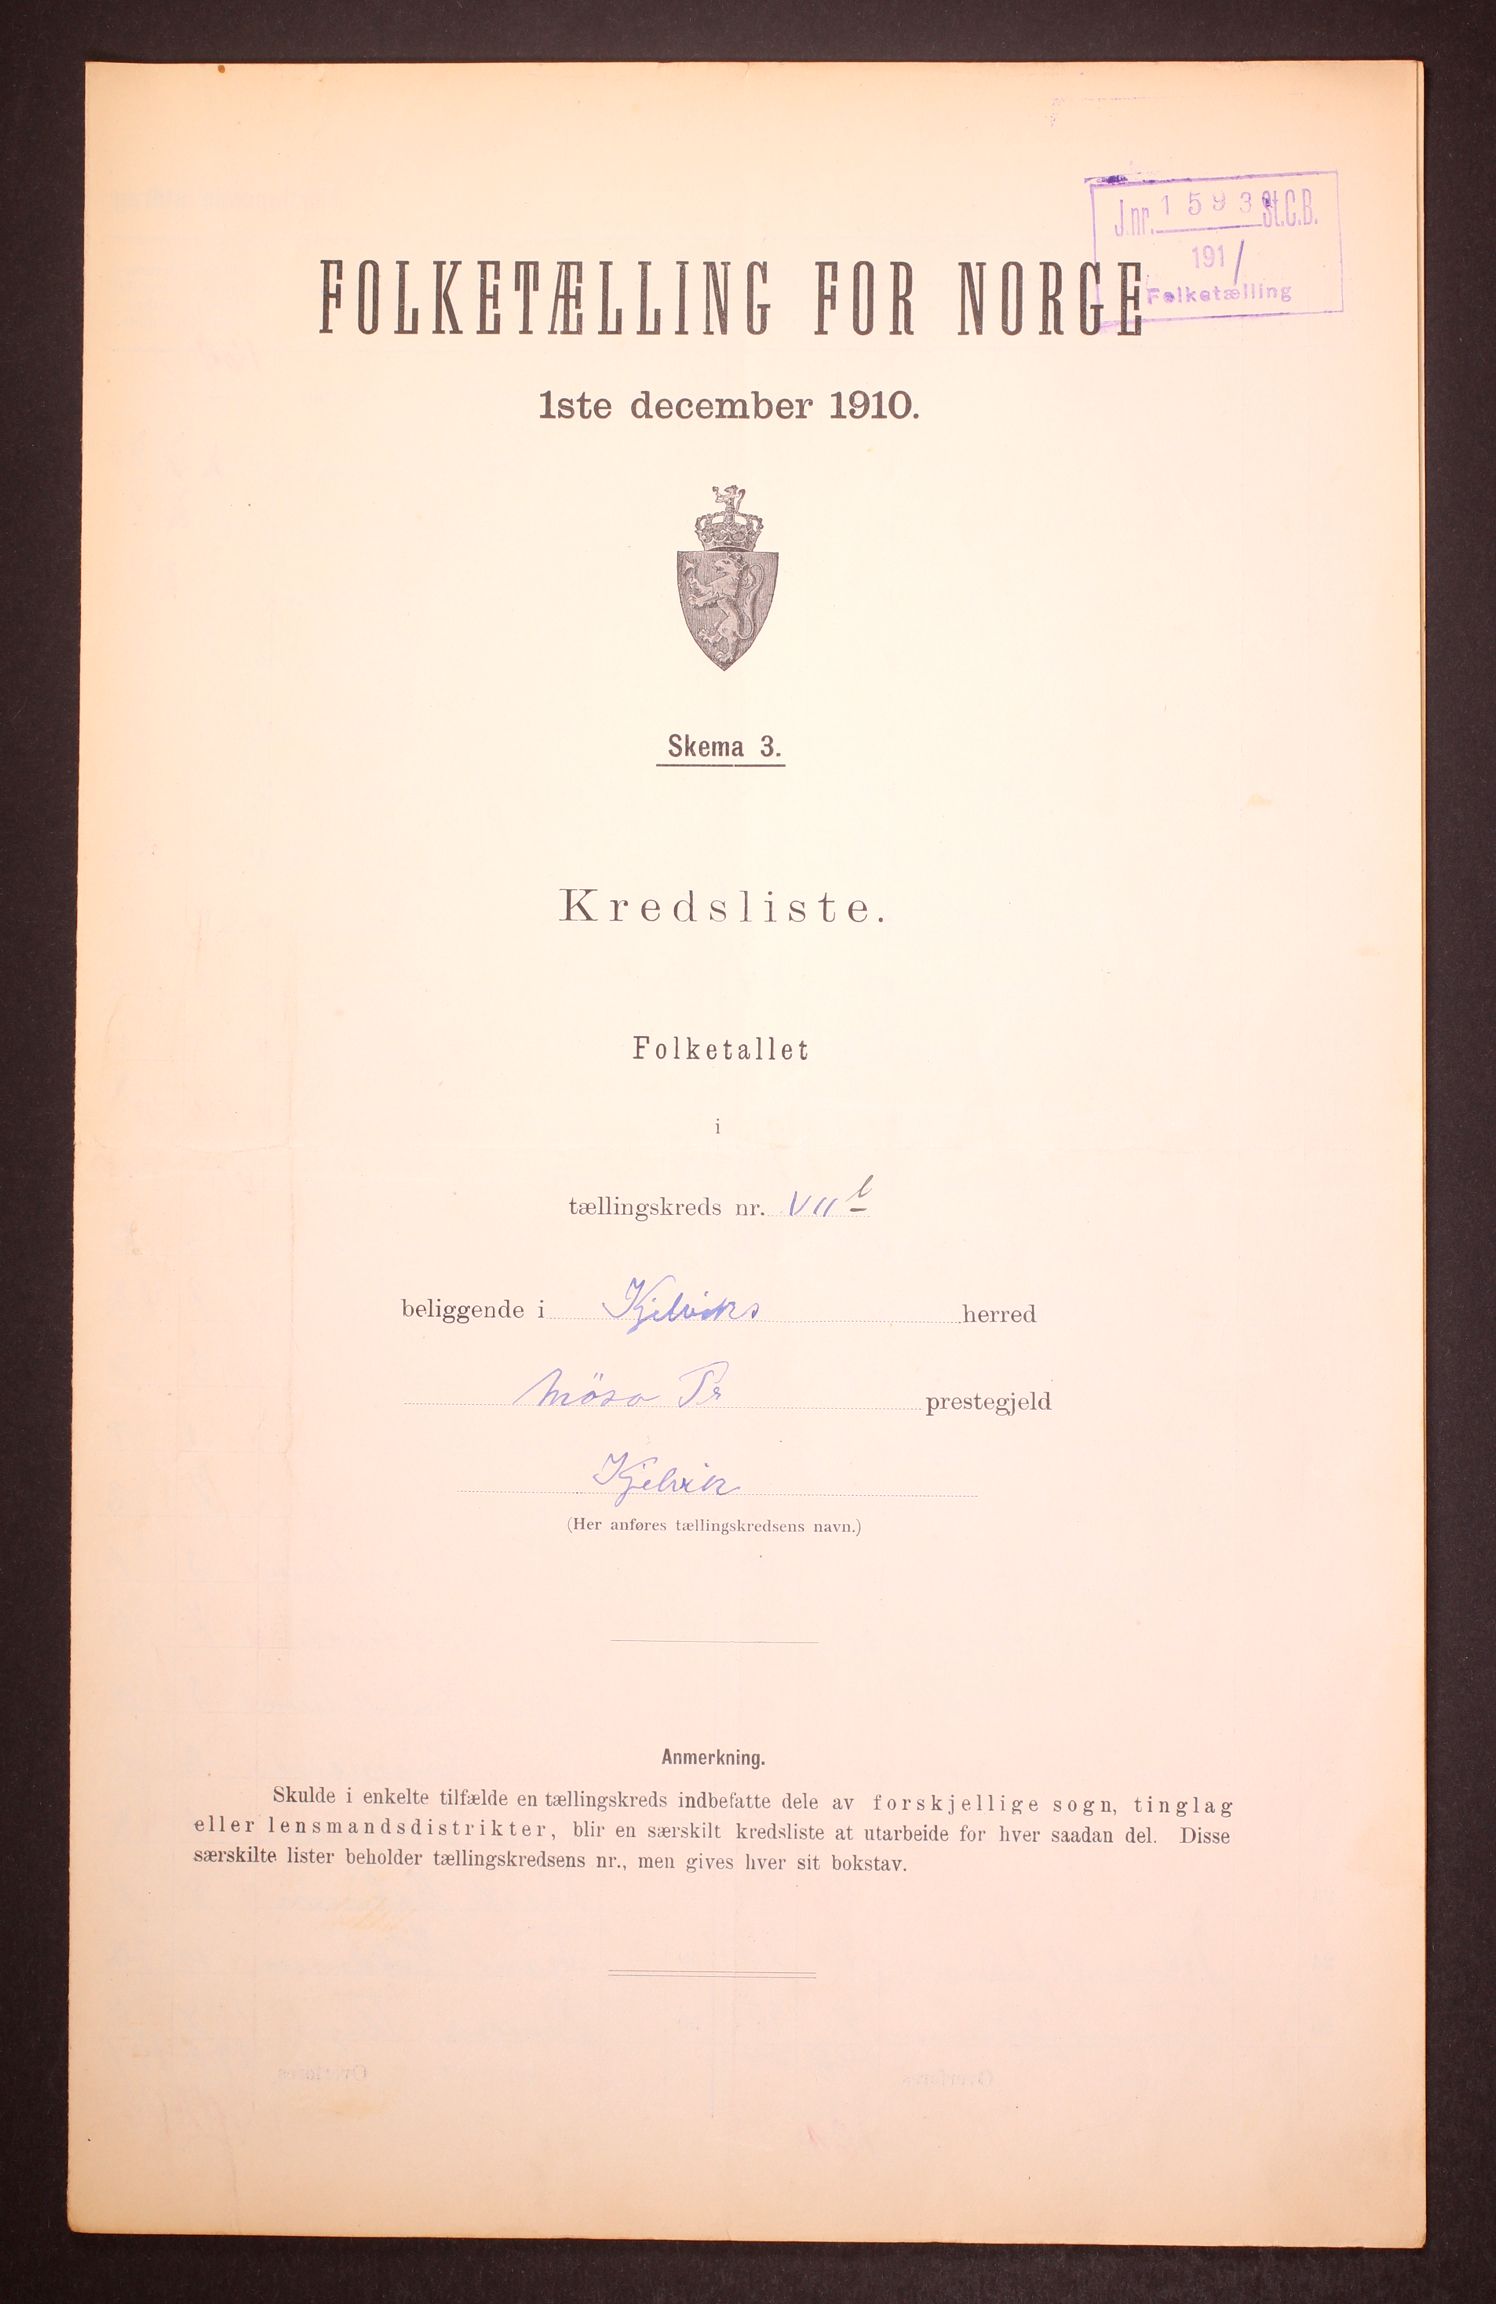 J.nr. 1593 St.C.B.
1911
Folketælling
FOLKETÆLLING FOR NORGE
1ste december 1910.
Skema 3.
Kredsliste.
Folketallet
i
tællingskreds nr. VII b
beliggende i Kjelviks herred
Måsø Pr prestegjeld
Kjelvik
(Her anføres tællingskredsens navn.)
Anmerkning.
Skulde i enkelte tilfælde en tællingskreds indbefatte dele av forskjellige sogn, tinglag
eller lensmandsdistrikter, blir en særskilt kredsliste at utarbeide for hver saadan del. Disse
særskilte lister beholder tællingskredsens nr., men gives hver sit bokstav.